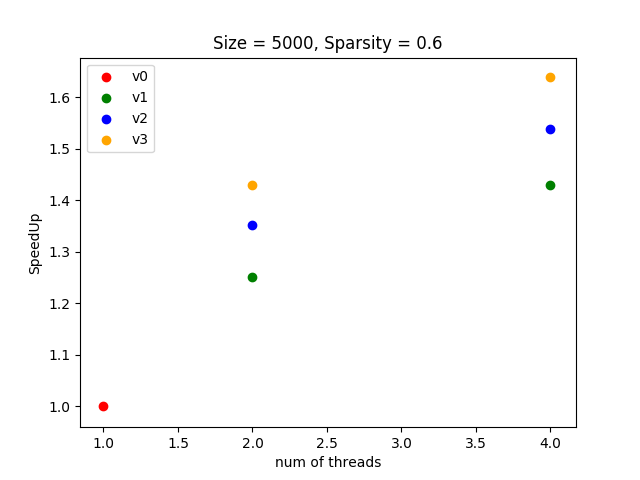 Size = 5000, Sparsity = 0.6
v0
v1
v2
v3
SpeedUp
1.6
1.5
1.4
1.3
1.2
1.1
1.0
1.0 1.5 2.0 2.5 3.0 3.5 4.0
num of threads